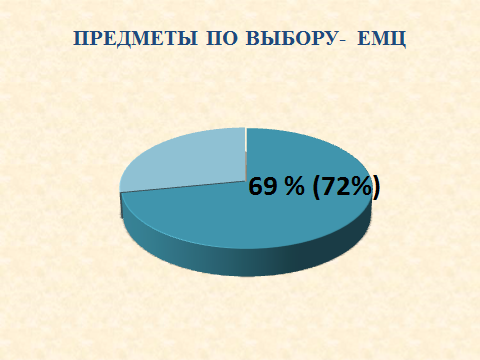 ПРЕДМЕТЫ ПО ВЫБОРУ- ЕМЦ
69 % (72%)